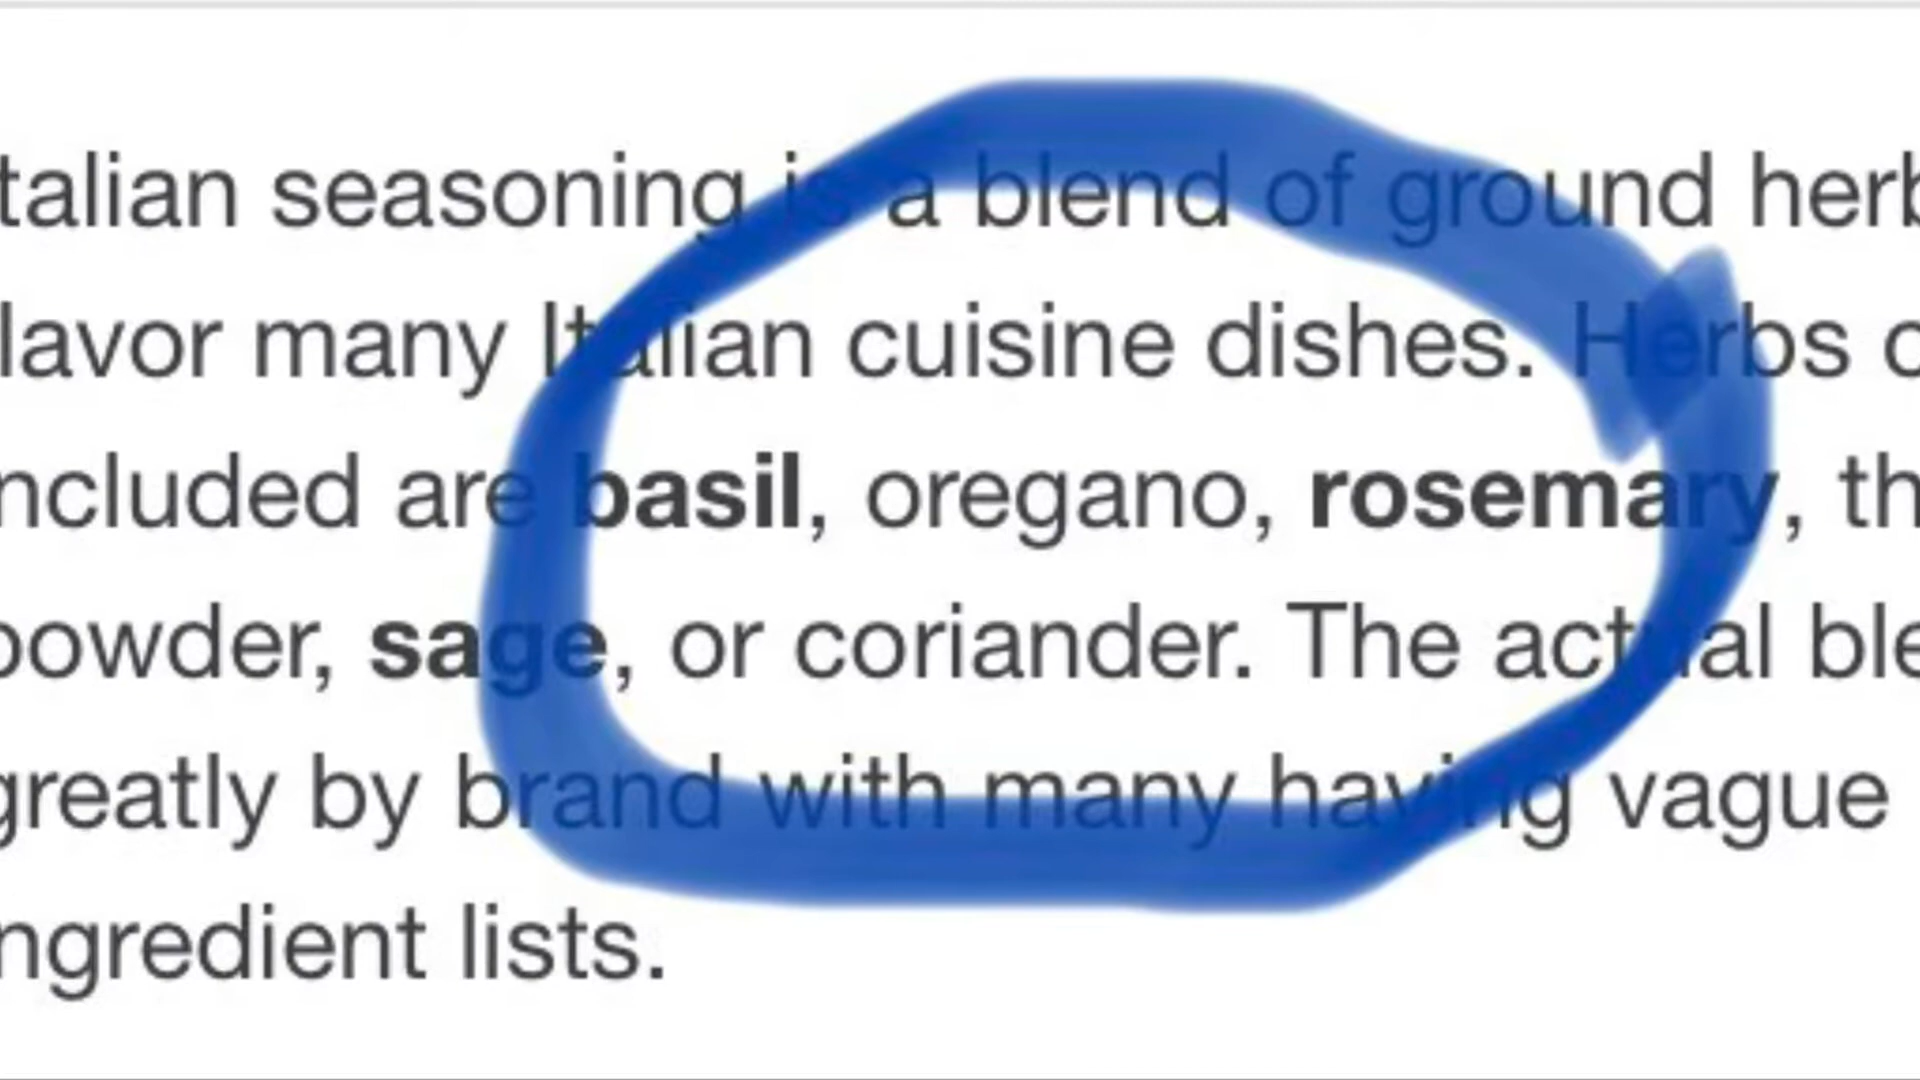 talian seasoning is a blend of ground herb
lavor many Italian cuisine dishes. Herbs o
ncluded are basil, oregano, rosemary, th
powder, sage, or coriander. The actual ble
greatly by brand with many having vague
ngredient lists.